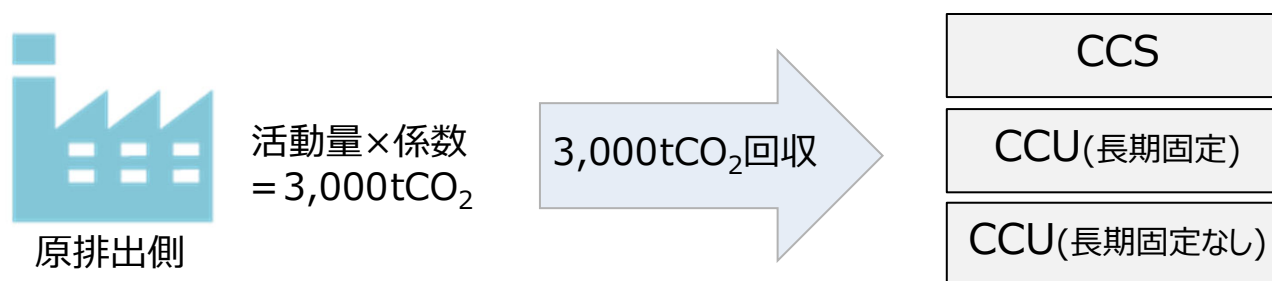 活動量×係数
=3,000tCO₂
原排出側
3,000tCO₂回収
CCS
CCU(長期固定)
CCU(長期固定なし)